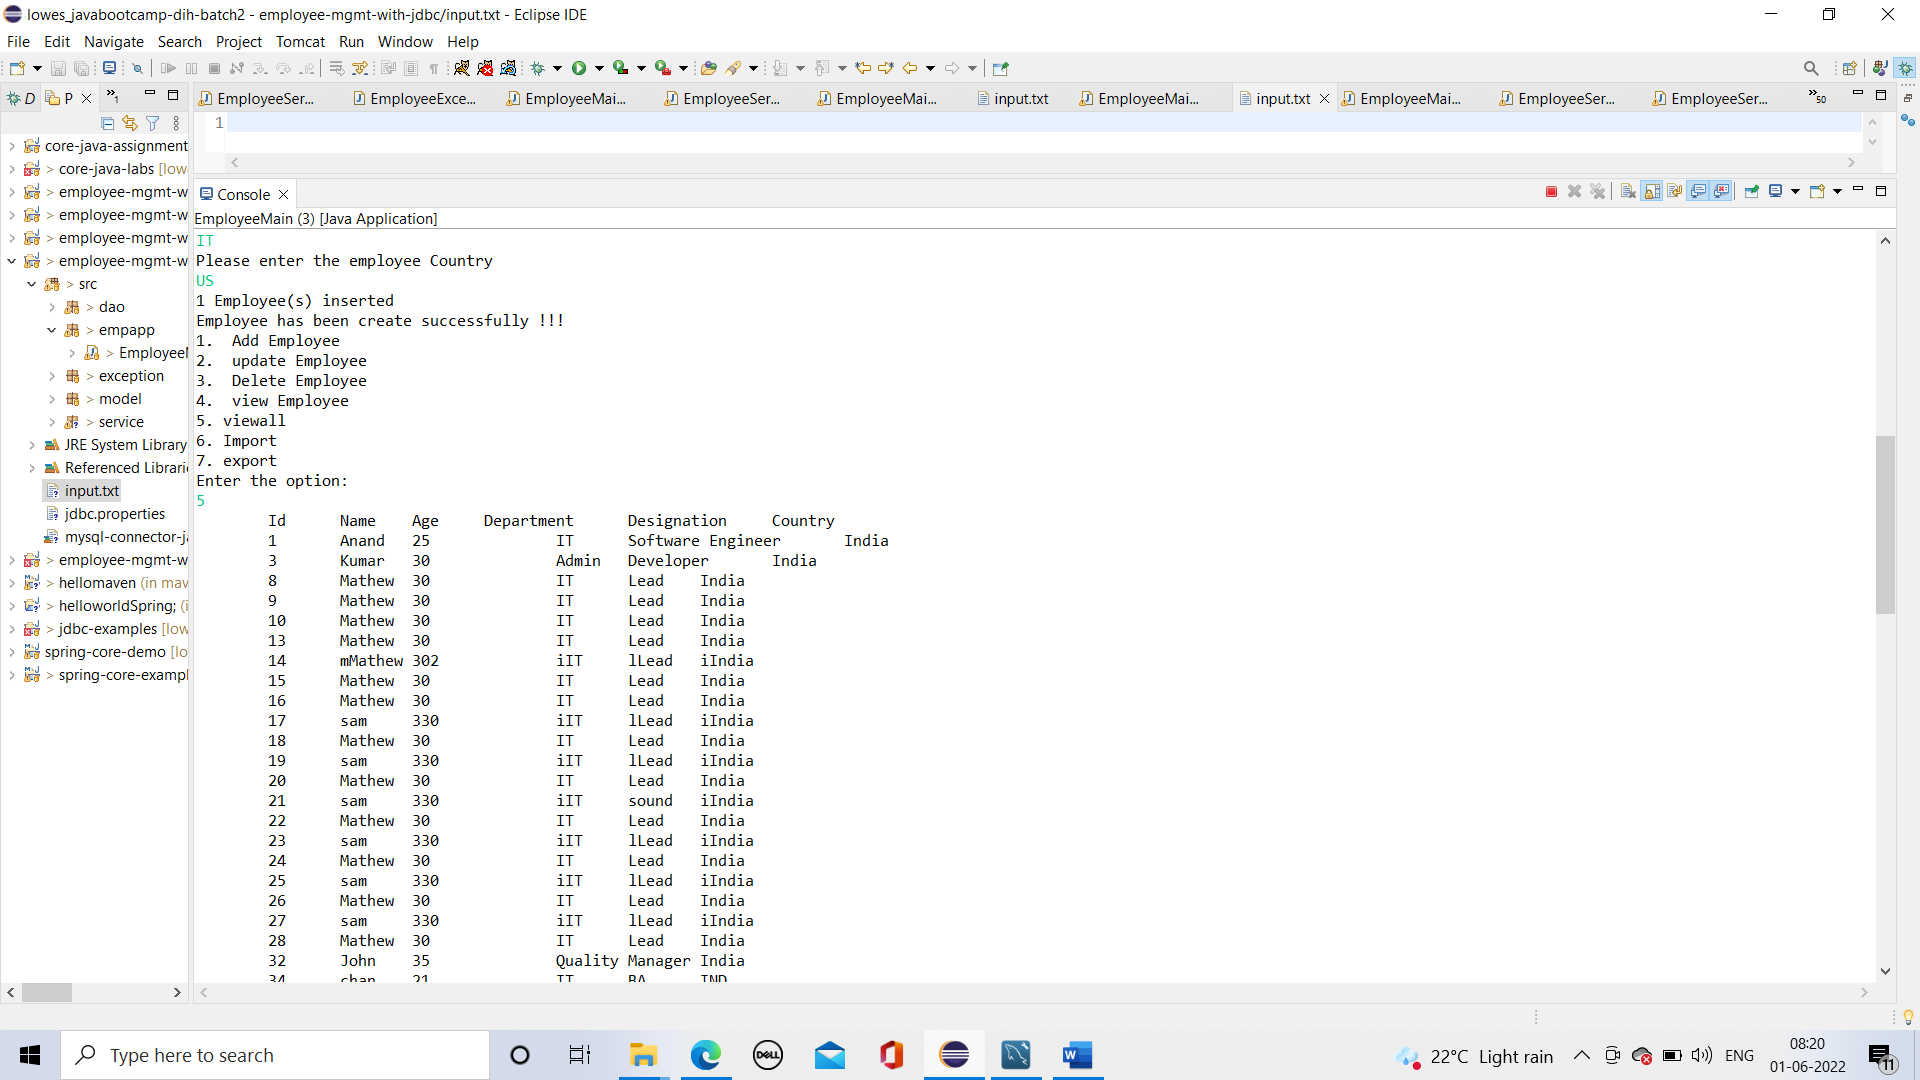 lowes_javabootcamp-dih-batch2 - employee-mgmt-with-jdbc/input.txt - Eclipse IDE
File Edit Navigate Search Project Tomcat Run Window Help
D P 1
EmployeeSer... EmployeeExce... EmployeeMai... EmployeeSer... EmployeeMai... input.txt EmployeeMai... input.txt EmployeeMai... EmployeeSer... EmployeeSer... 50
1
core-java-assignment
> core-java-labs [low
> employee-mgmt-w
> employee-mgmt-w
> employee-mgmt-w
> employee-mgmt-w
> src
> dao
> empapp
> Employee
> exception
> model
> service
JRE System Library
Referenced Librari
input.txt
jdbc.properties
mysql-connector-ja
> employee-mgmt-w
> hellomaven (in mav
> helloworldSpring; (i
> jdbc-examples [low
spring-core-demo [lo
> spring-core-exampl
Console
EmployeeMain (3) [Java Application]
IT
Please enter the employee Country
US
1 Employee(s) inserted
Employee has been create successfully !!!
1.  Add Employee
2.  update Employee
3.  Delete Employee
4.  view Employee
5. viewall
6. Import
7. export
Enter the option:
5
Id Name Age Department Designation Country
1 Anand 25 IT Software Engineer India
3 Kumar 30 Admin Developer India
8 Mathew 30 IT Lead India
9 Mathew 30 IT Lead India
10 Mathew 30 IT Lead India
13 Mathew 30 IT Lead India
14 mMathew 302 iIT lLead iIndia
15 Mathew 30 IT Lead India
16 Mathew 30 IT Lead India
17 sam 330 iIT lLead iIndia
18 Mathew 30 IT Lead India
19 sam 330 iIT lLead iIndia
20 Mathew 30 IT Lead India
21 sam 330 iIT sound iIndia
22 Mathew 30 IT Lead India
23 sam 330 iIT lLead iIndia
24 Mathew 30 IT Lead India
25 sam 330 iIT lLead iIndia
26 Mathew 30 IT Lead India
27 sam 330 iIT lLead iIndia
28 Mathew 30 IT Lead India
32 John 35 Quality Manager India
34 chan 21 IT BA IND
Type here to search
DELL
W
22°C Light rain
ENG
08:20
01-06-2022
11